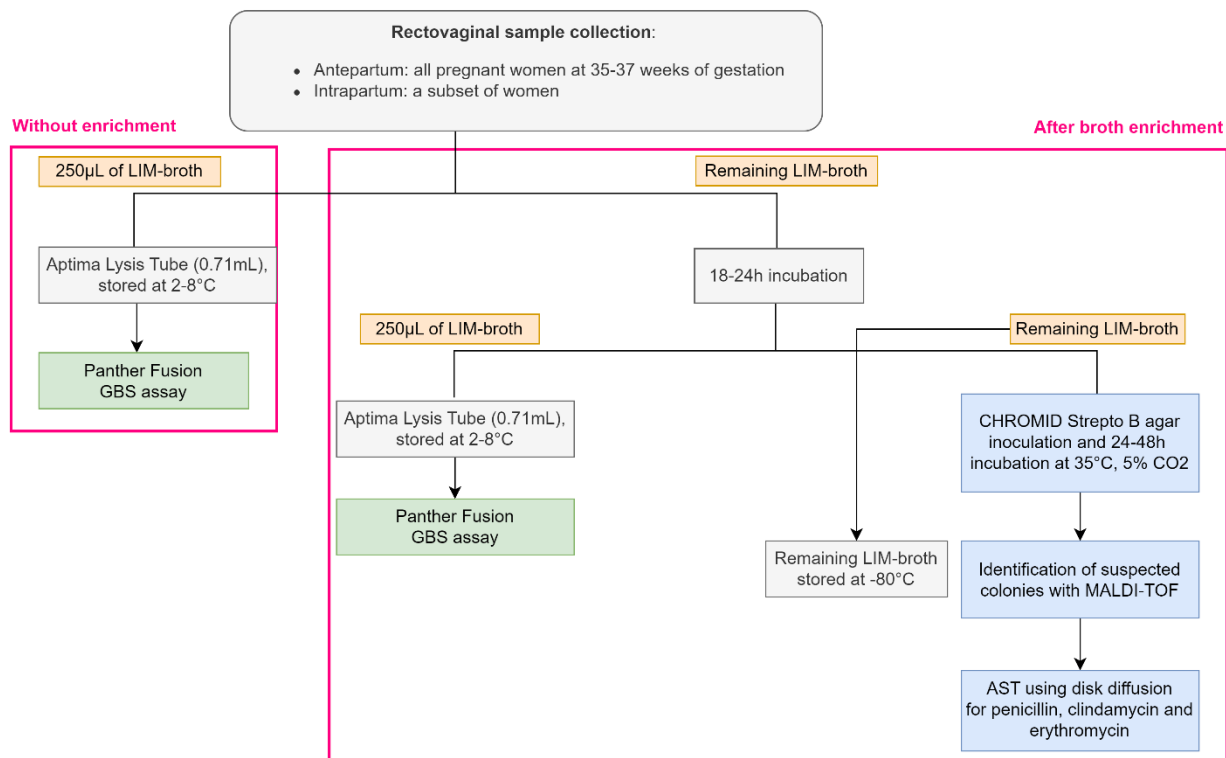 Rectovaginal sample collection:
• Antepartum: all pregnant women at 35-37 weeks of gestation
• Intrapartum: a subset of women
Without enrichment
After broth enrichment
250µL of LIM-broth
Remaining LIM-broth
Aptima Lysis Tube (0.71mL),
stored at 2-8°C
18-24h incubation
Panther Fusion
GBS assay
250µL of LIM-broth
Remaining LIM-broth
Aptima Lysis Tube (0.71mL),
stored at 2-8°C
CHROMID Strepto B agar
inoculation and 24-48h
incubation at 35°C, 5% CO2
Panther Fusion
GBS assay
Remaining LIM-broth
stored at -80°C
Identification of suspected
colonies with MALDI-TOF
AST using disk diffusion
for penicillin, clindamycin and
erythromycin